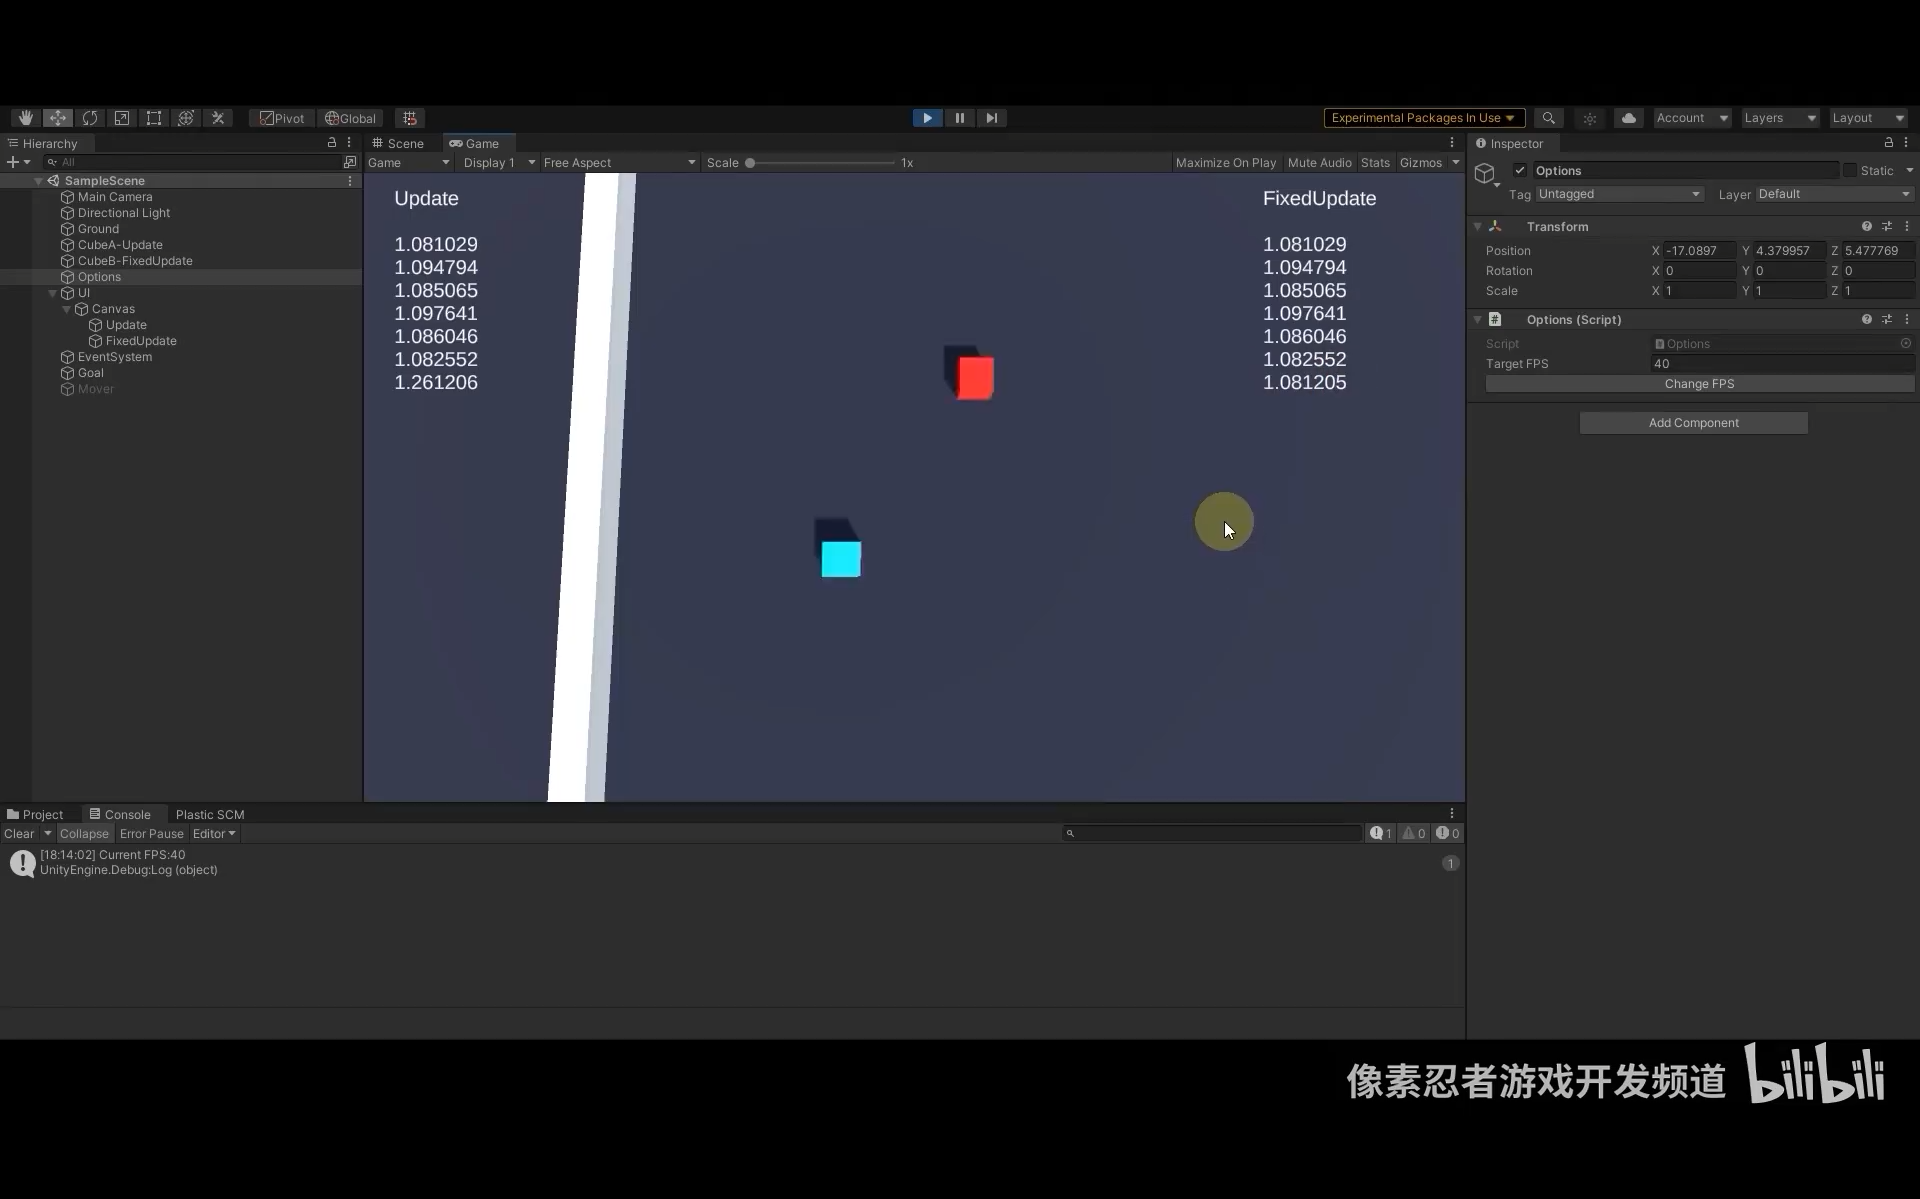 Pivot Global Experimental Packages In Use Account Layers Layout
Hierarchy Scene Game Inspector
All Game Display 1 Free Aspect Scale 1x Maximize On Play Mute Audio Stats Gizmos
SampleScene
Main Camera
Directional Light
Ground
CubeA-Update
CubeB-FixedUpdate
Options
UI
Canvas
Update
FixedUpdate
EventSystem
Goal
Mover
Update
1.081029
1.094794
1.085065
1.097641
1.086046
1.082552
1.261206
FixedUpdate
1.081029
1.094794
1.085065
1.097641
1.086046
1.082552
1.081205
Options Static
Tag Untagged Layer Default
Transform
Position X -17.0897 Y 4.379957 Z 5.477769
Rotation X 0 Y 0 Z 0
Scale X 1 Y 1 Z 1
Options (Script)
Script Options
Target FPS 40
Change FPS
Add Component
Project Console Plastic SCM
Clear Collapse Error Pause Editor 1 0 0
[18:14:02] Current FPS:40 1
UnityEngine.Debug:Log (object)
像素忍者游戏开发频道 bilibili